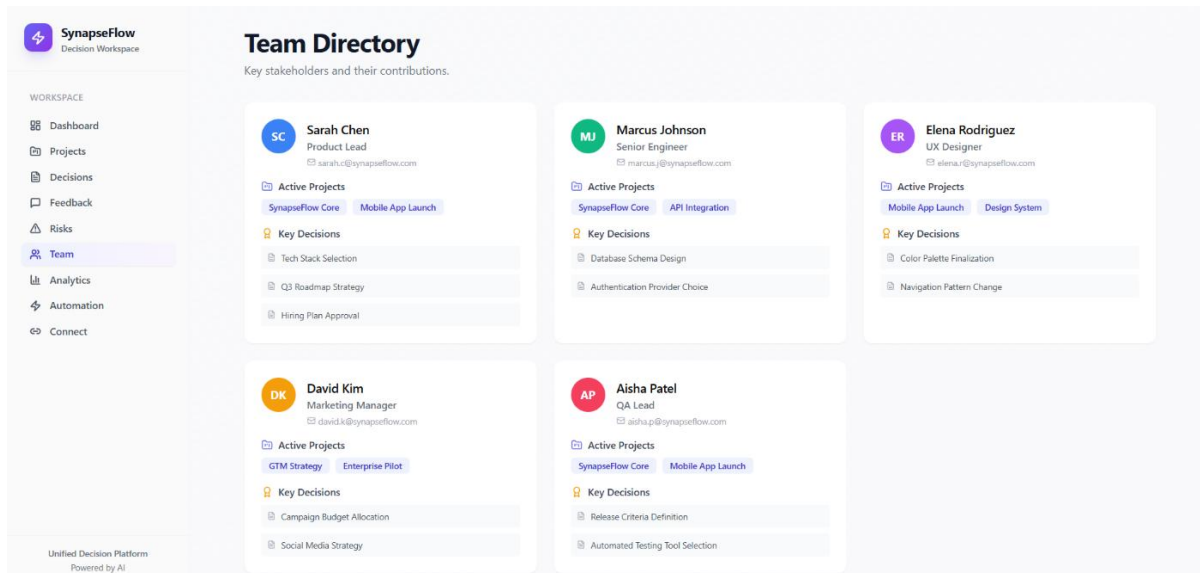 SynapseFlow
Decision Workspace
WORKSPACE
Dashboard
Projects
Decisions
Feedback
Risks
Team
Analytics
Automation
Connect
Unified Decision Platform
Powered by AI
Team Directory
Key stakeholders and their contributions.
SC
Sarah Chen
Product Lead
sarah.c@synapseflow.com
Active Projects
SynapseFlow Core Mobile App Launch
Key Decisions
Tech Stack Selection
Q3 Roadmap Strategy
Hiring Plan Approval
MJ
Marcus Johnson
Senior Engineer
marcus.j@synapseflow.com
Active Projects
SynapseFlow Core API Integration
Key Decisions
Database Schema Design
Authentication Provider Choice
ER
Elena Rodriguez
UX Designer
elena.r@synapseflow.com
Active Projects
Mobile App Launch Design System
Key Decisions
Color Palette Finalization
Navigation Pattern Change
DK
David Kim
Marketing Manager
david.k@synapseflow.com
Active Projects
GTM Strategy Enterprise Pilot
Key Decisions
Campaign Budget Allocation
Social Media Strategy
AP
Aisha Patel
QA Lead
aisha.p@synapseflow.com
Active Projects
SynapseFlow Core Mobile App Launch
Key Decisions
Release Criteria Definition
Automated Testing Tool Selection